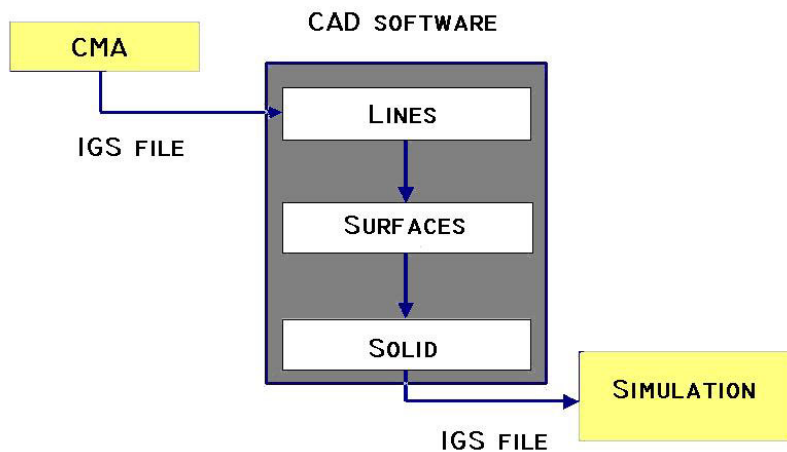 CAD SOFTWARE
CMA
LINES
IGS FILE
SURFACES
SOLID
SIMULATION
IGS FILE